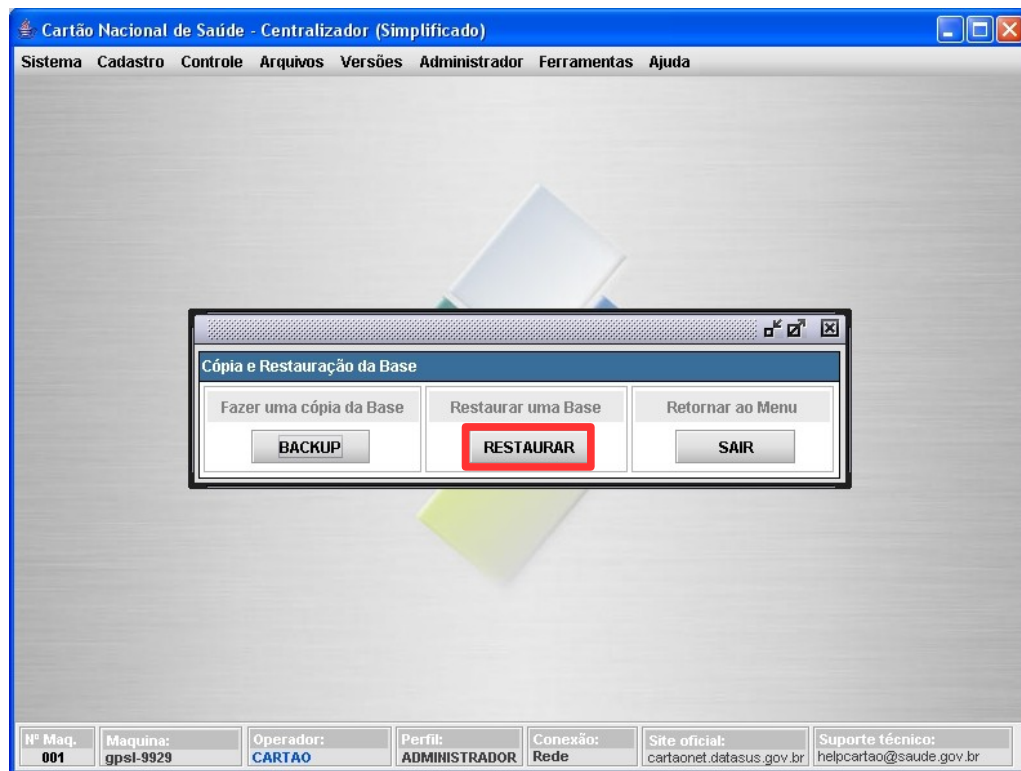 Cartão Nacional de Saúde - Centralizador (Simplificado)
Sistema Cadastro Controle Arquivos Versões Administrador Ferramentas Ajuda
Cópia e Restauração da Base
Fazer uma cópia da Base Restaurar uma Base Retornar ao Menu
BACKUP RESTAURAR SAIR
Nº Maq. Maquina: Operador: Perfil: Conexão: Site oficial: Suporte técnico:
001 gpsl-9929 CARTAO ADMINISTRADOR Rede cartaonet.datasus.gov.br helpcartao@saude.gov.br